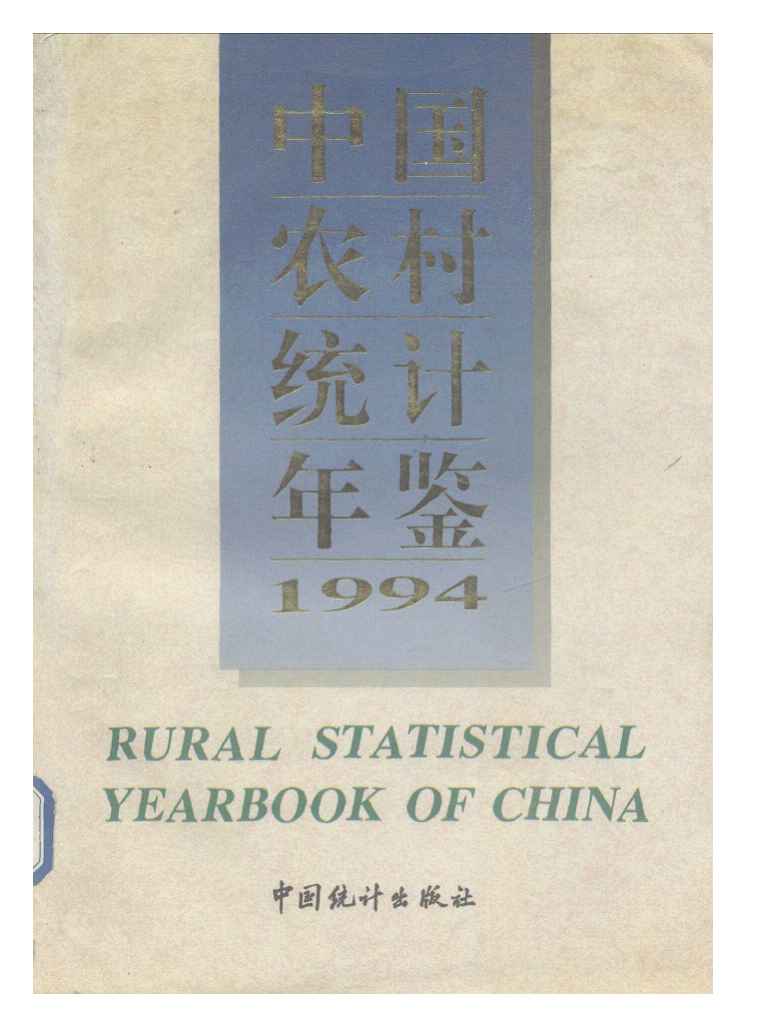 中国
农村
统计
年鉴
1994
RURAL STATISTICAL
YEARBOOK OF CHINA
中国统计出版社